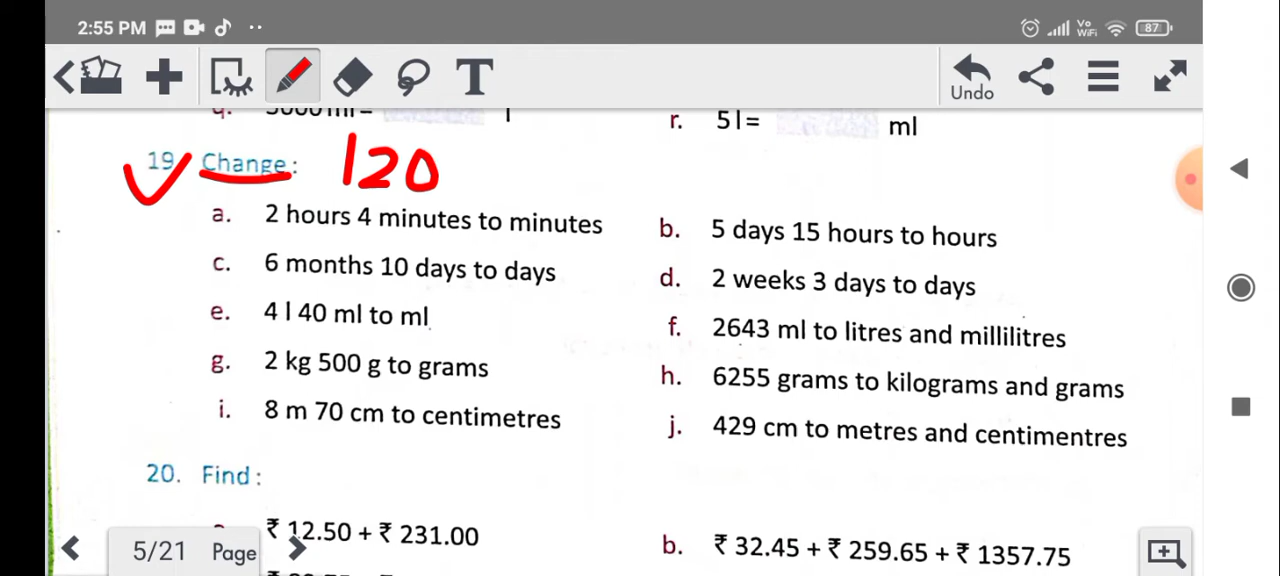 2:55 PM
Vo WiFi 87
T
Undo
q. 5000 ml = l
r. 5 l = ml
19. Change : 120
a. 2 hours 4 minutes to minutes
b. 5 days 15 hours to hours
c. 6 months 10 days to days
d. 2 weeks 3 days to days
e. 4 l 40 ml to ml
f. 2643 ml to litres and millilitres
g. 2 kg 500 g to grams
h. 6255 grams to kilograms and grams
i. 8 m 70 cm to centimetres
j. 429 cm to metres and centimentres
20. Find :
₹ 12.50 + ₹ 231.00
b. ₹ 32.45 + ₹ 259.65 + ₹ 1357.75
5/21 Page